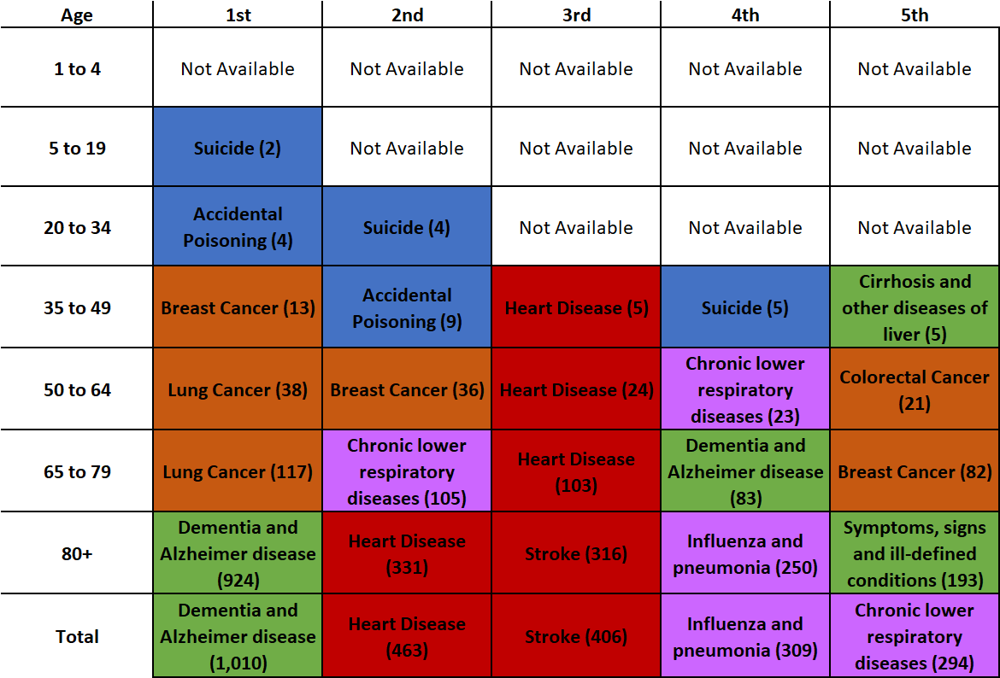 Age 1st 2nd 3rd 4th 5th
1 to 4 Not Available Not Available Not Available Not Available Not Available
5 to 19 Suicide (2) Not Available Not Available Not Available Not Available
20 to 34 Accidental
Poisoning (4) Suicide (4) Not Available Not Available Not Available
35 to 49 Breast Cancer (13) Accidental
Poisoning (9) Heart Disease (5) Suicide (5) Cirrhosis and
other diseases of
liver (5)
50 to 64 Lung Cancer (38) Breast Cancer (36) Heart Disease (24) Chronic lower
respiratory
diseases (23) Colorectal Cancer
(21)
65 to 79 Lung Cancer (117) Chronic lower
respiratory
diseases (105) Heart Disease
(103) Dementia and
Alzheimer disease
(83) Breast Cancer (82)
80+ Dementia and
Alzheimer disease
(924) Heart Disease
(331) Stroke (316) Influenza and
pneumonia (250) Symptoms, signs
and ill-defined
conditions (193)
Total Dementia and
Alzheimer disease
(1,010) Heart Disease
(463) Stroke (406) Influenza and
pneumonia (309) Chronic lower
respiratory
diseases (294)